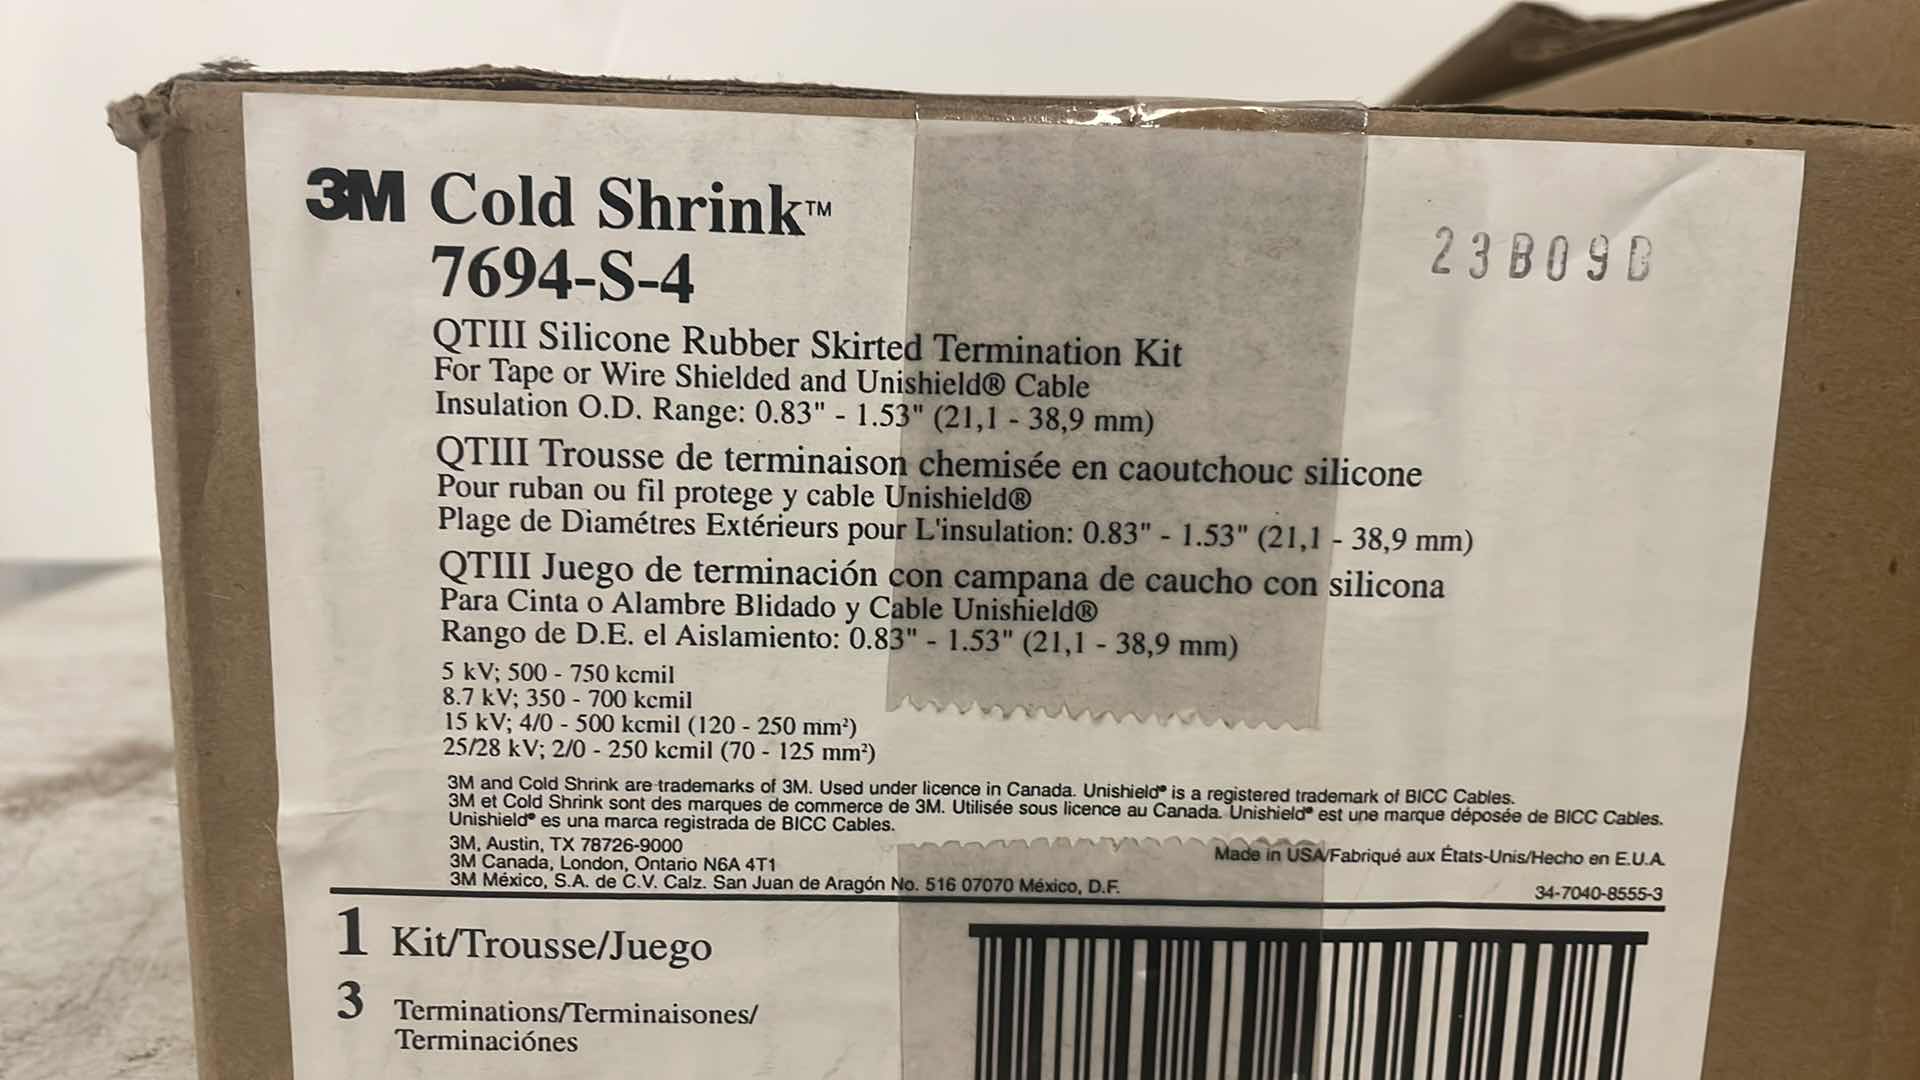 3M Cold Shrink™
7694-S-4
23B09B
QTIII Silicone Rubber Skirted Termination Kit
For Tape or Wire Shielded and Unishield® Cable
Insulation O.D. Range: 0.83" - 1.53" (21,1 - 38,9 mm)
QTIII Trousse de terminaison chemisée en caoutchouc silicone
Pour ruban ou fil protege y cable Unishield®
Plage de Diamétres Extérieurs pour L'insulation: 0.83" - 1.53" (21,1 - 38,9 mm)
QTIII Juego de terminación con campana de caucho con silicona
Para Cinta o Alambre Blidado y Cable Unishield®
Rango de D.E. el Aislamiento: 0.83" - 1.53" (21,1 - 38,9 mm)
5 kV; 500 - 750 kcmil
8.7 kV; 350 - 700 kcmil
15 kV; 4/0 - 500 kcmil (120 - 250 mm²)
25/28 kV; 2/0 - 250 kcmil (70 - 125 mm²)
3M and Cold Shrink are trademarks of 3M. Used under licence in Canada. Unishield® is a registered trademark of BICC Cables.
3M et Cold Shrink sont des marques de commerce de 3M. Utilisée sous licence au Canada. Unishield® est une marque déposée de BICC Cables.
Unishield® es una marca registrada de BICC Cables.
3M, Austin, TX 78726-9000
3M Canada, London, Ontario N6A 4T1
3M México, S.A. de C.V. Calz. San Juan de Aragón No. 516 07070 México, D.F.
Made in USA/Fabriqué aux États-Unis/Hecho en E.U.A.
34-7040-8555-3
1 Kit/Trousse/Juego
3 Terminations/Terminaisones/
Terminaciónes